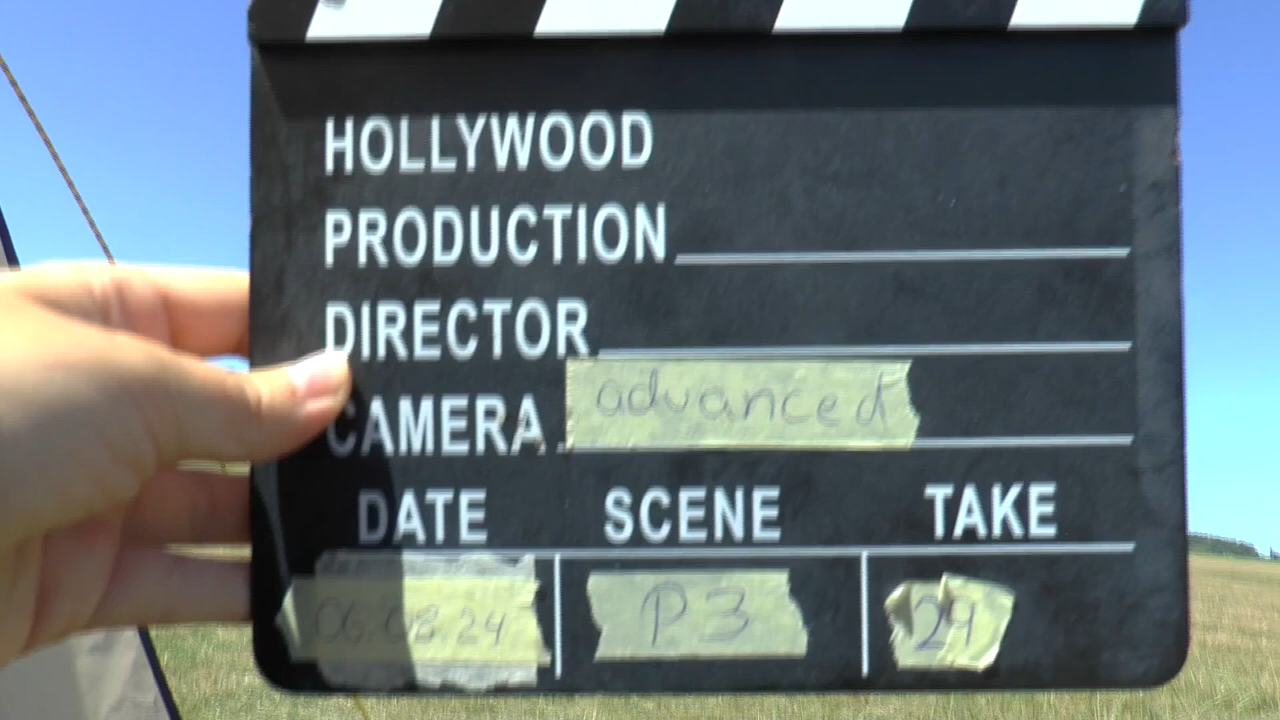 HOLLYWOOD
PRODUCTION
DIRECTOR
CAMERA advanced
DATE SCENE TAKE
06.08.24 P3 29